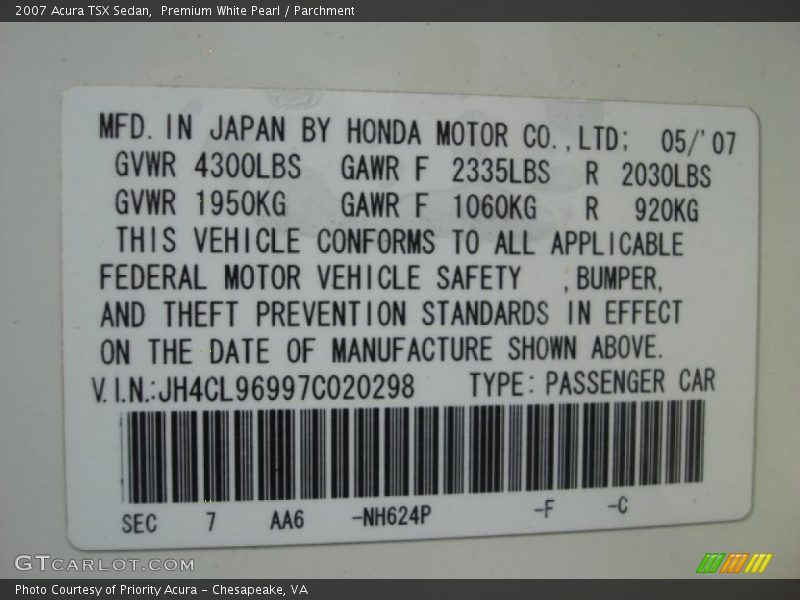 2007 Acura TSX Sedan,  Premium White Pearl / Parchment
MFD. IN JAPAN BY HONDA MOTOR CO.,LTD; 05/'07
GVWR 4300LBS GAWR F 2335LBS R 2030LBS
GVWR 1950KG GAWR F 1060KG R 920KG
THIS VEHICLE CONFORMS TO ALL APPLICABLE
FEDERAL MOTOR VEHICLE SAFETY ,BUMPER,
AND THEFT PREVENTION STANDARDS IN EFFECT
ON THE DATE OF MANUFACTURE SHOWN ABOVE.
V.I.N.:JH4CL96997C020298 TYPE: PASSENGER CAR
SEC 7 AA6 -NH624P -F -C
GTCARLOT.COM
Photo Courtesy of Priority Acura – Chesapeake, VA